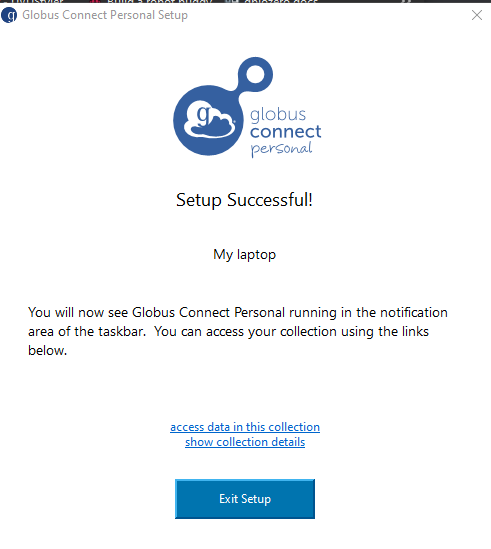 Globus Connect Personal Setup
g
globus
connect
personal
Setup Successful!
My laptop
You will now see Globus Connect Personal running in the notification
area of the taskbar.  You can access your collection using the links
below.
access data in this collection
show collection details
Exit Setup